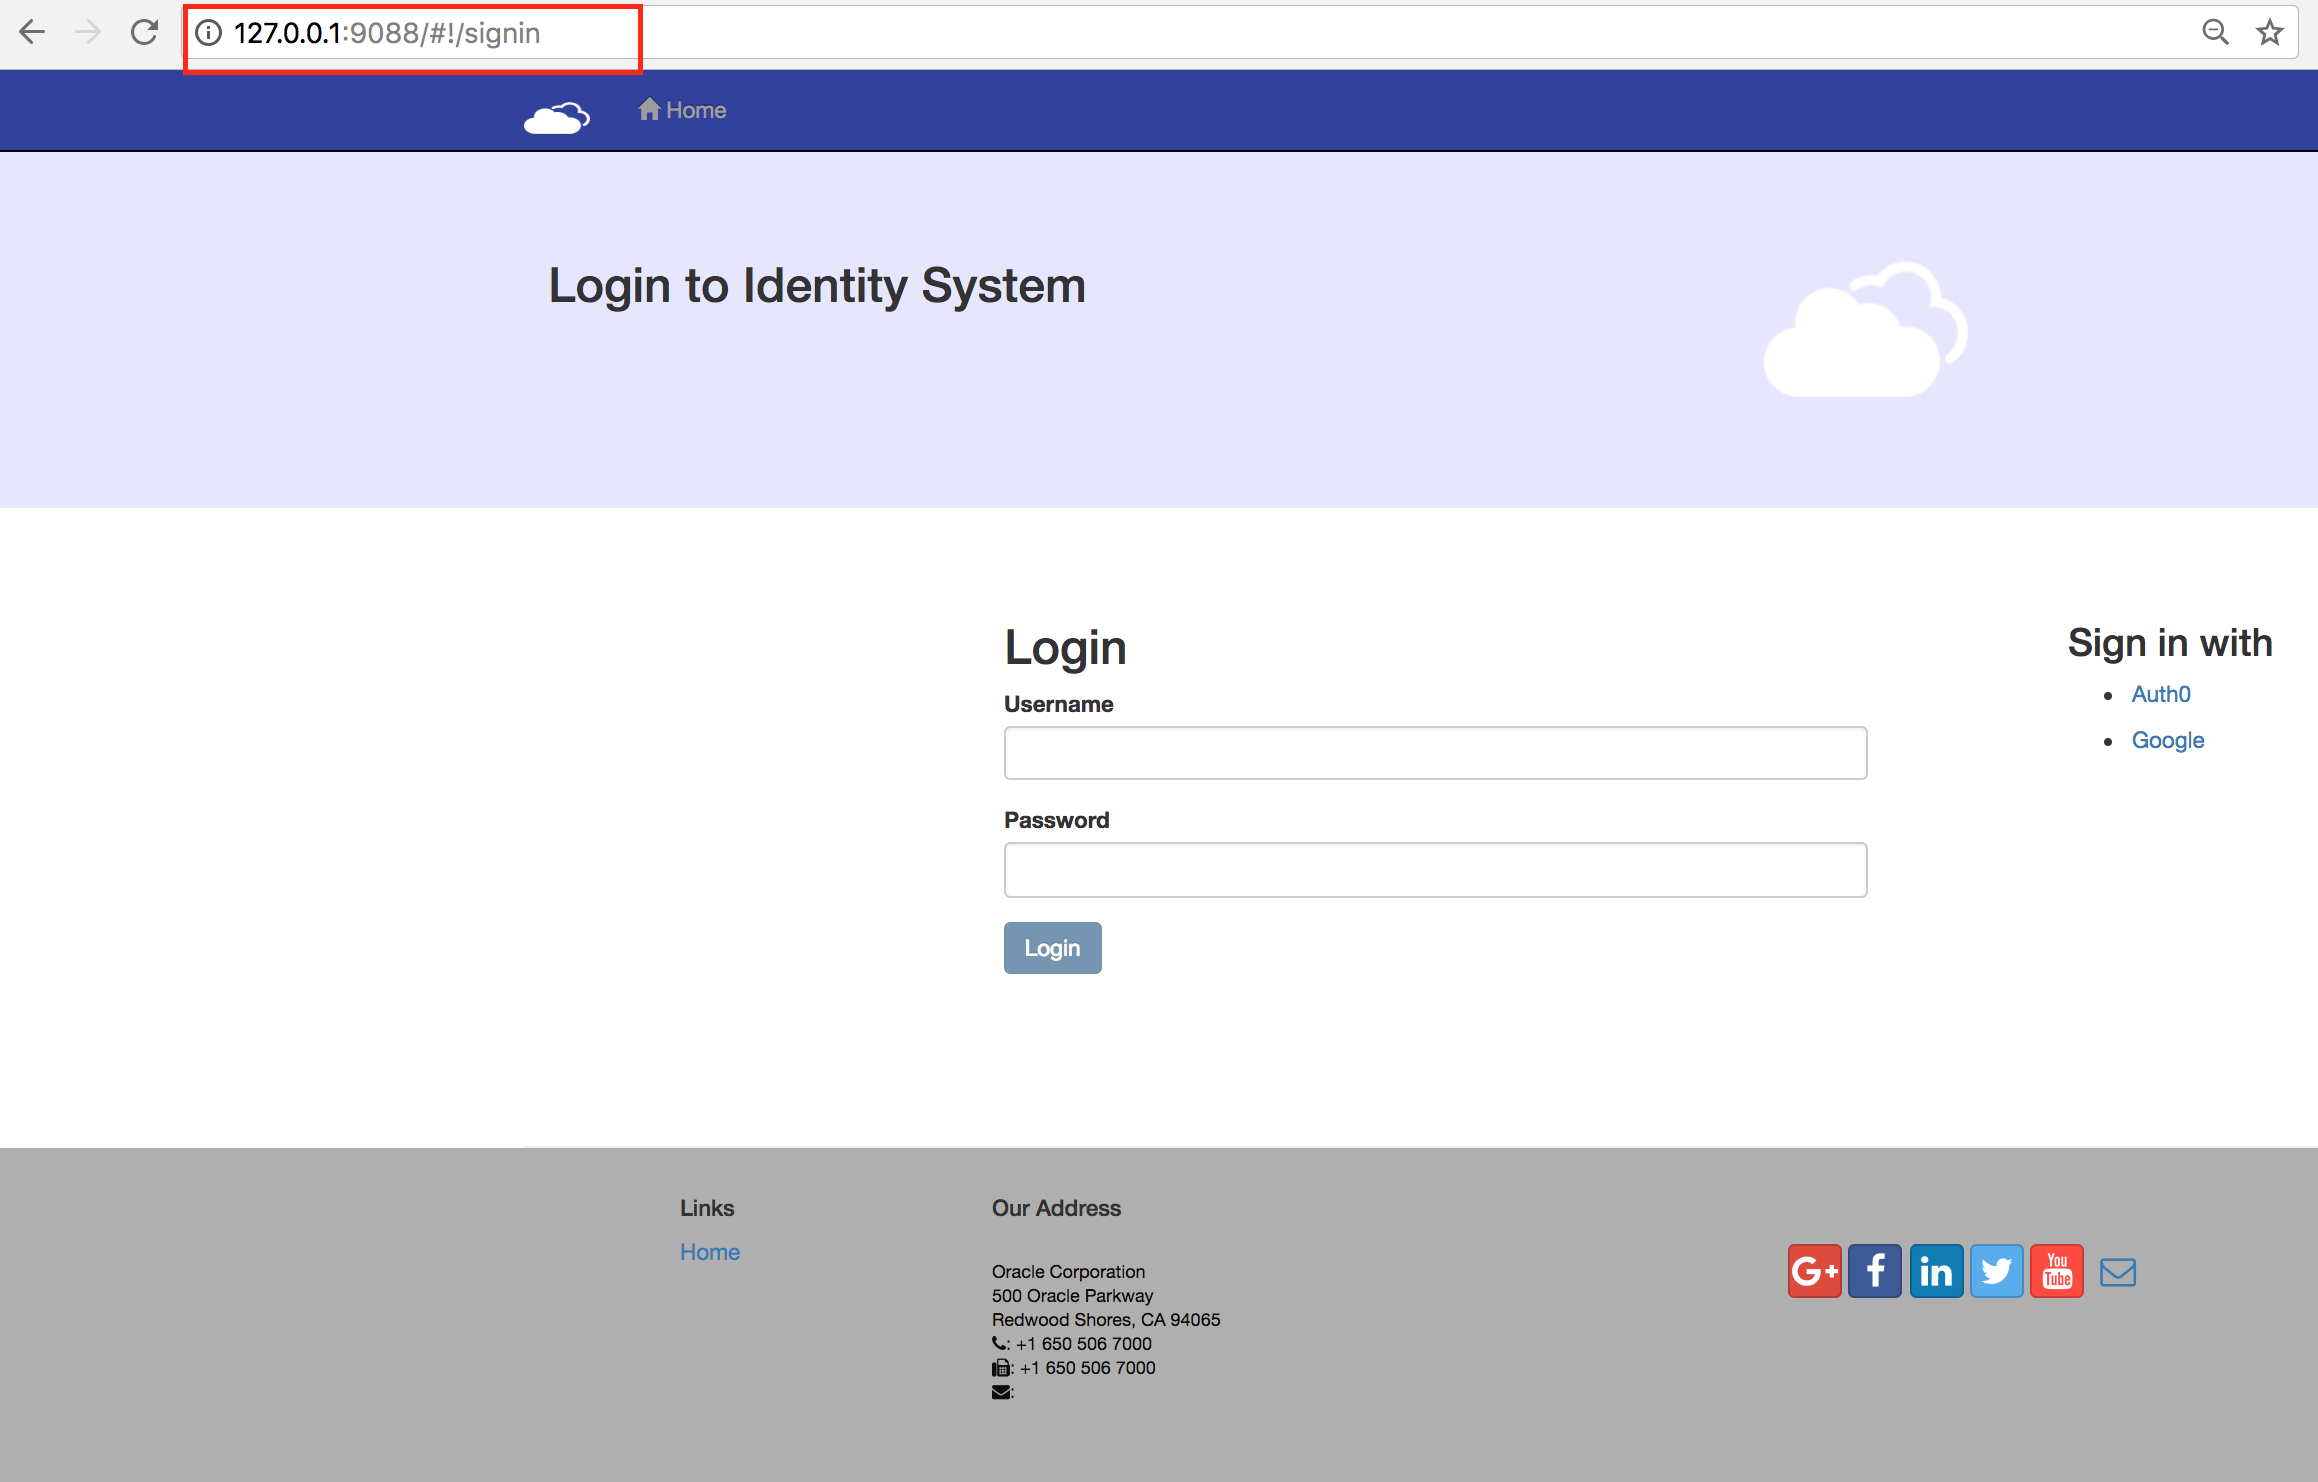 127.0.0.1:9088/#!/signin
Home
Login to Identity System
Login
Username
Password
Login
Sign in with
Auth0
Google
Links
Home
Our Address
Oracle Corporation
500 Oracle Parkway
Redwood Shores, CA 94065
: +1 650 506 7000
: +1 650 506 7000
:
G+
f
in
You Tube